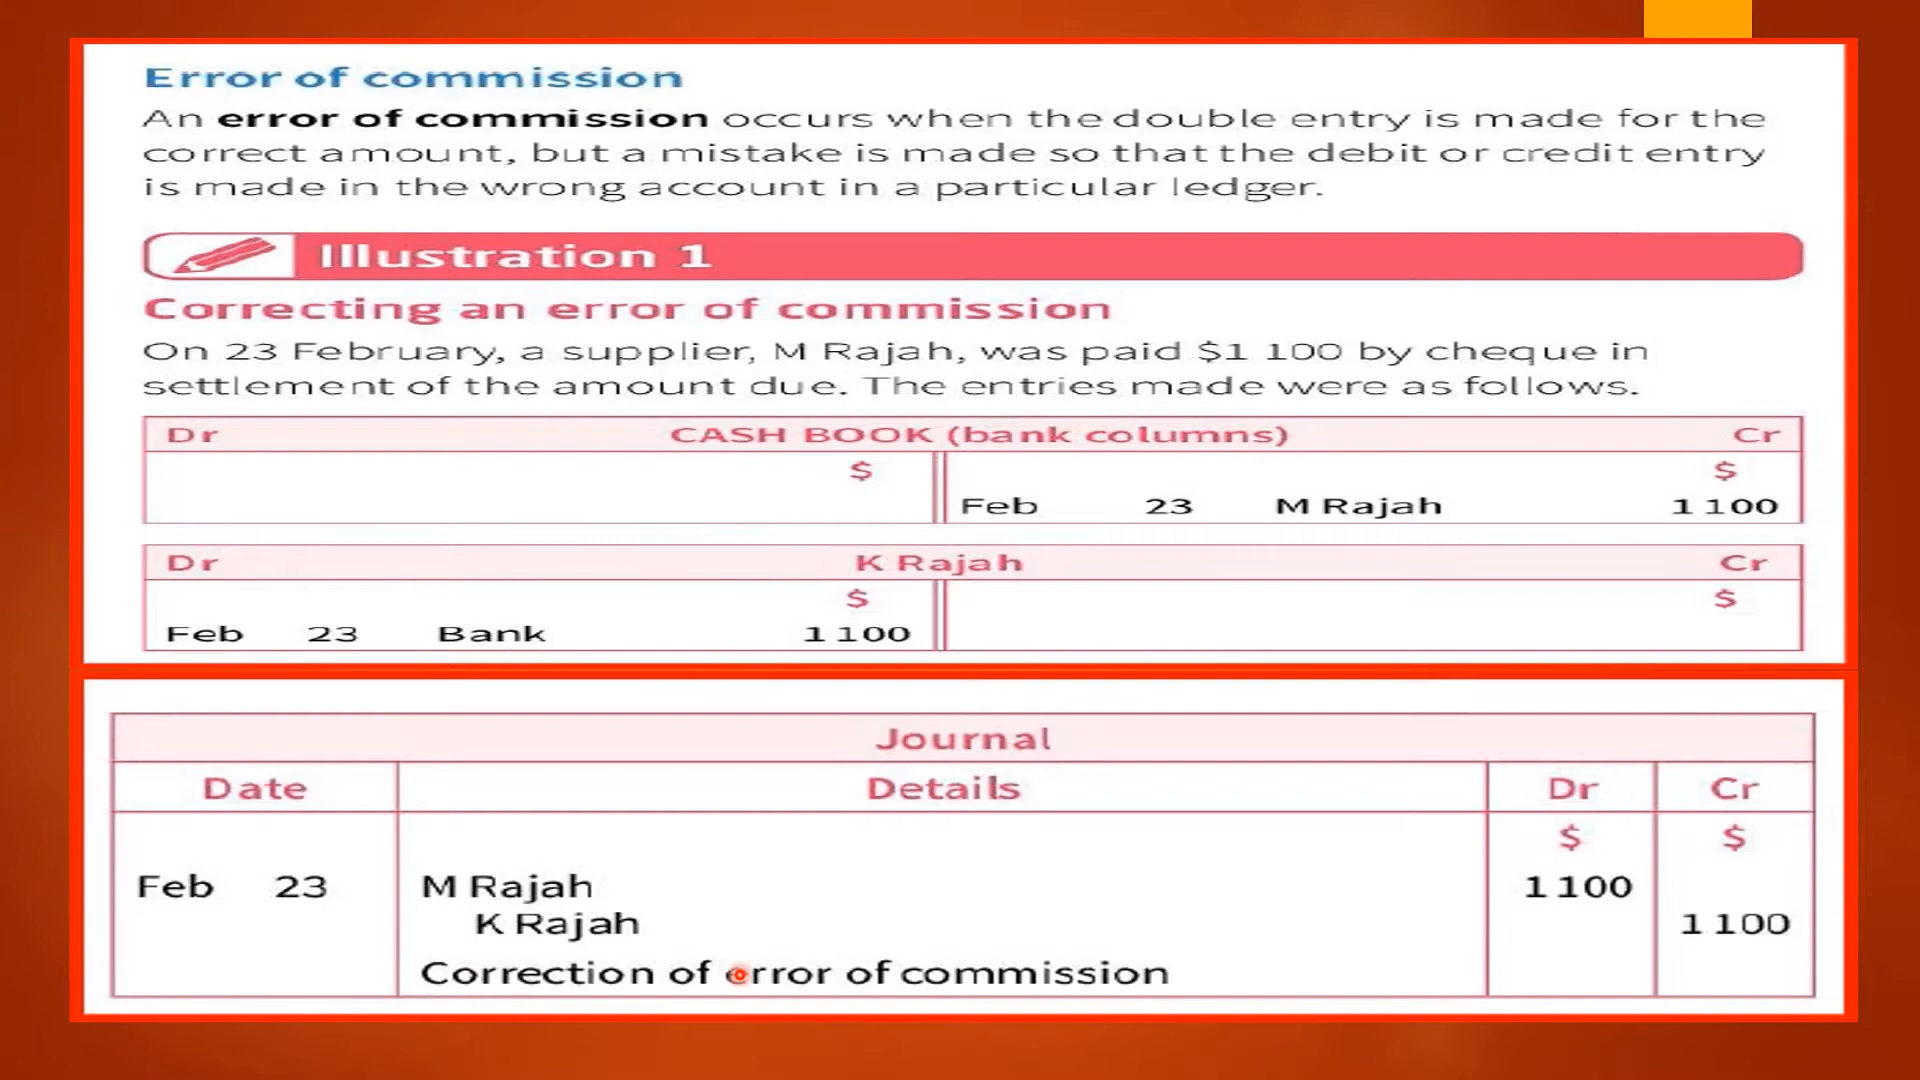 Error of commission
An error of commission occurs when the double entry is made for the
correct amount, but a mistake is made so that the debit or credit entry
is made in the wrong account in a particular ledger.
Illustration 1
Correcting an error of commission
On 23 February, a supplier, M Rajah, was paid $1 100 by cheque in
settlement of the amount due. The entries made were as follows.
Dr CASH BOOK (bank columns) Cr
$ $
Feb 23 M Rajah 1 100
Dr K Rajah Cr
$ $
Feb 23 Bank 1 100
Journal
Date Details Dr Cr
$ $
Feb 23 M Rajah 1 100
K Rajah 1 100
Correction of error of commission